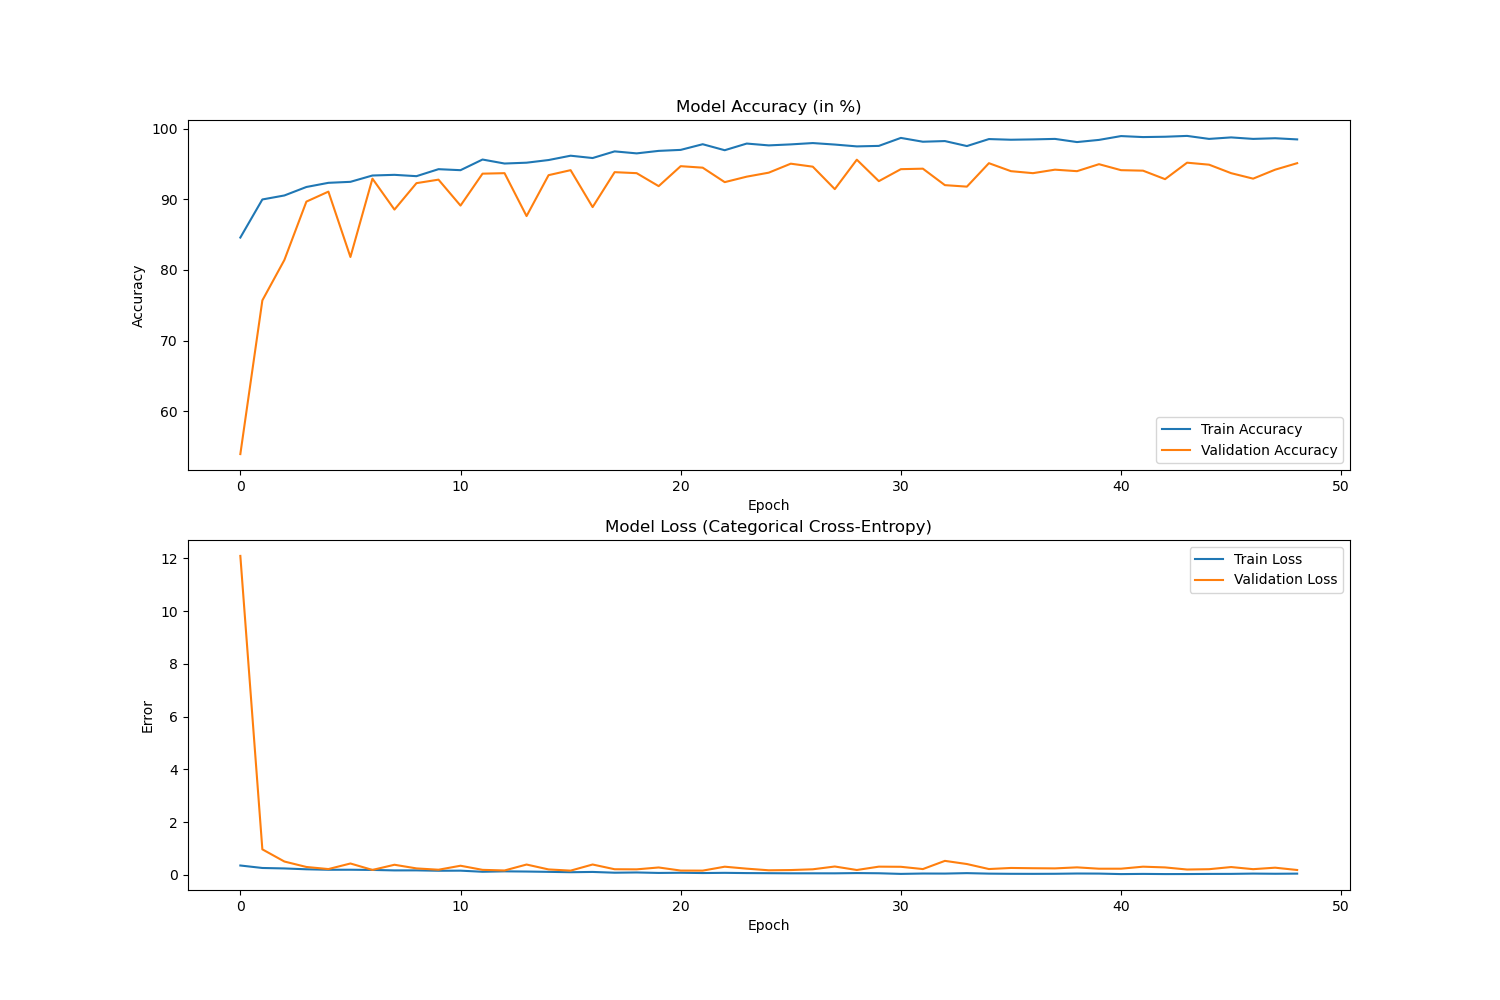 Model Accuracy (in %)
100
90
80
70
60
Accuracy
0 10 20 30 40 50
Epoch
Train Accuracy
Validation Accuracy
Model Loss (Categorical Cross-Entropy)
12
10
8
6
4
2
0
Error
0 10 20 30 40 50
Epoch
Train Loss
Validation Loss